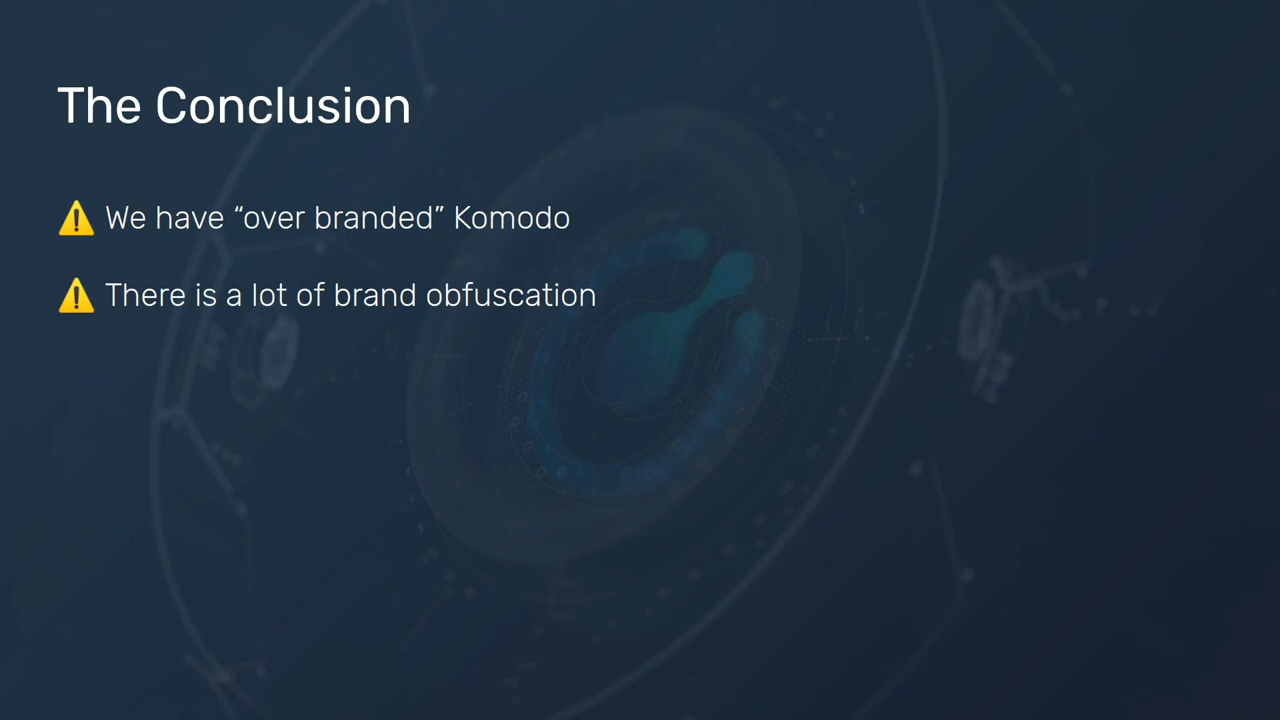 The Conclusion
⚠️ We have “over branded” Komodo
⚠️ There is a lot of brand obfuscation